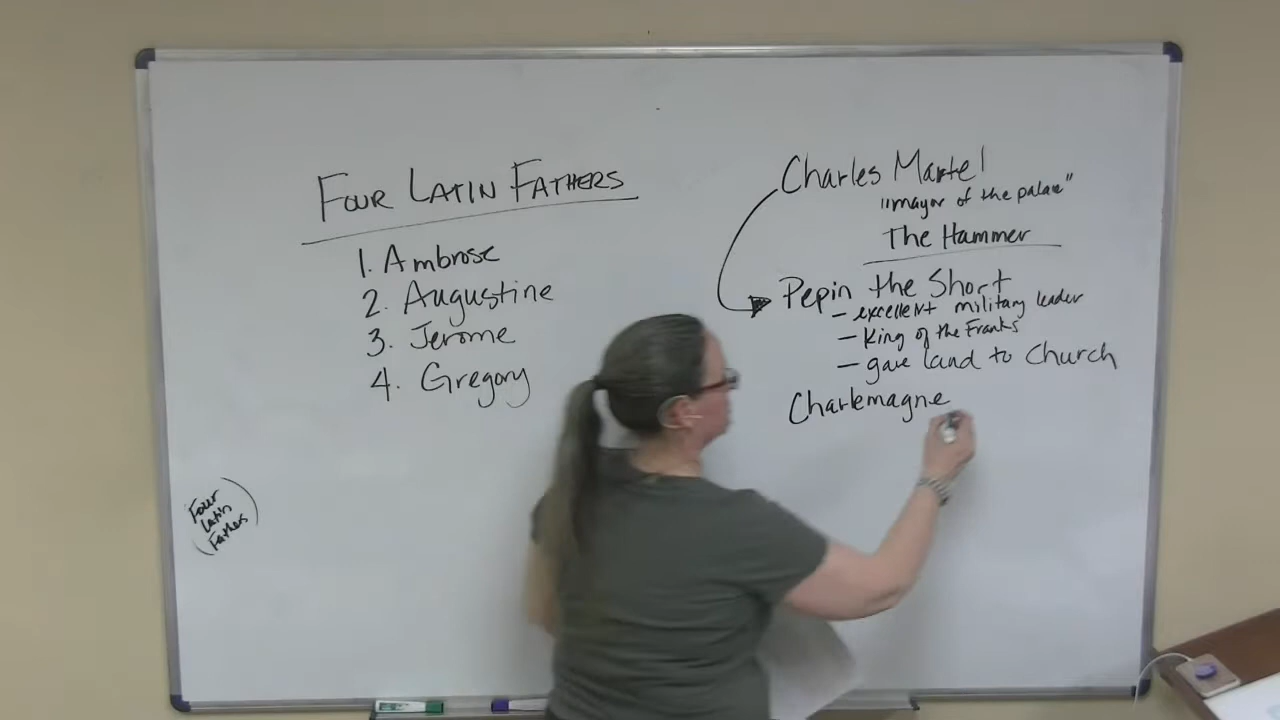 FOUR LATIN FATHERS
1. Ambrose
2. Augustine
3. Jerome
4. Gregory
Four
Latin
Fathers
Charles Martel
"mayor of the palace"
The Hammer
Pepin the Short
- excellent military leader
- King of the Franks
- gave land to Church
Charlemagne